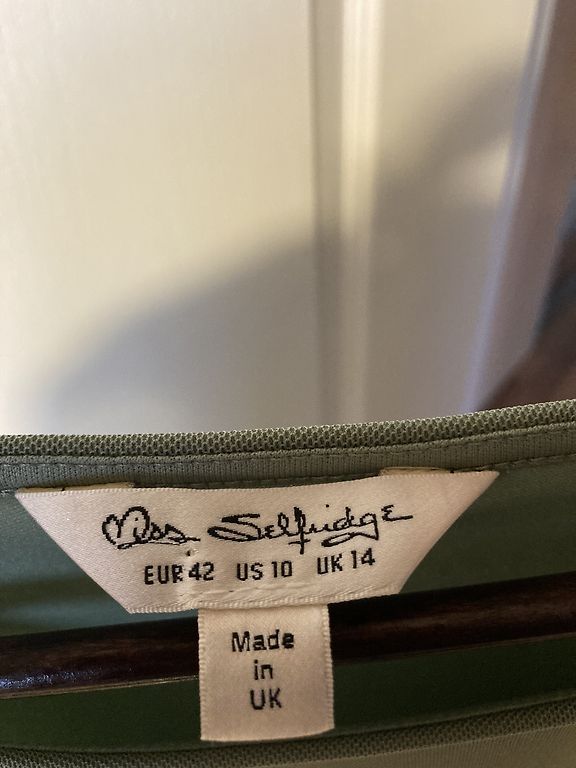 Miss Selfridge
EUR 42 US 10 UK 14
Made
in
UK